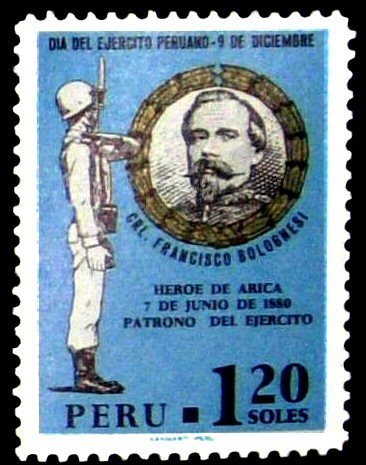 DIA DEL EJERCITO PERUANO-9 DE DICIEMBRE
CRL. FRANCISCO BOLOGNESI
HEROE DE ARICA
7 DE JUNIO DE 1880
PATRONO DEL EJERCITO
PERU 1.20
SOLES